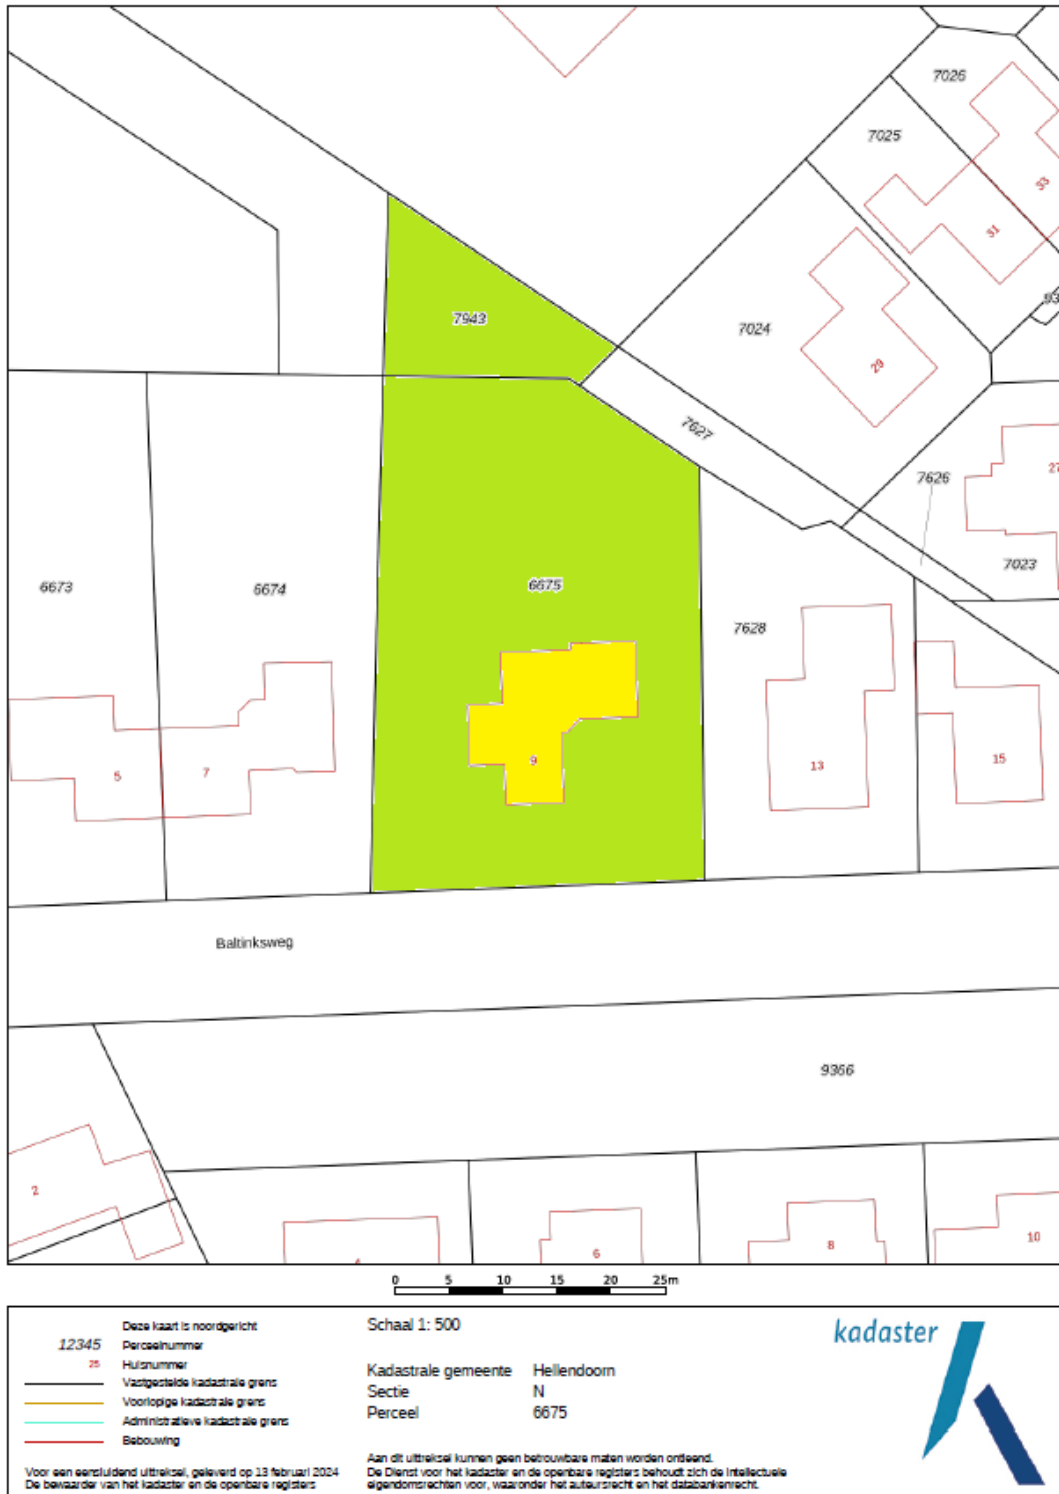 7026
7025
33
31
93
7943
7024
29
7627
27
7626
7023
6673
6674
6675
7628
5
7
9
13
15
Baltinksweg
9366
2
6
8
10
0 5 10 15 20 25m
Deze kaart is noordgericht
12345 Perceelnummer
25 Huisnummer
Vastgestelde kadastrale grens
Voorlopige kadastrale grens
Administratieve kadastrale grens
Bebouwing
Voor een eensluidend uittreksel, geleverd op 13 februari 2024
De bewaarder van het kadaster en de openbare registers
Schaal 1: 500
Kadastrale gemeente Hellendoorn
Sectie N
Perceel 6675
Aan dit uittreksel kunnen geen betrouwbare maten worden ontleend.
De Dienst voor het kadaster en de openbare registers behoudt zich de intellectuele
eigendomsrechten voor, waaronder het auteursrecht en het databankenrecht.
kadaster